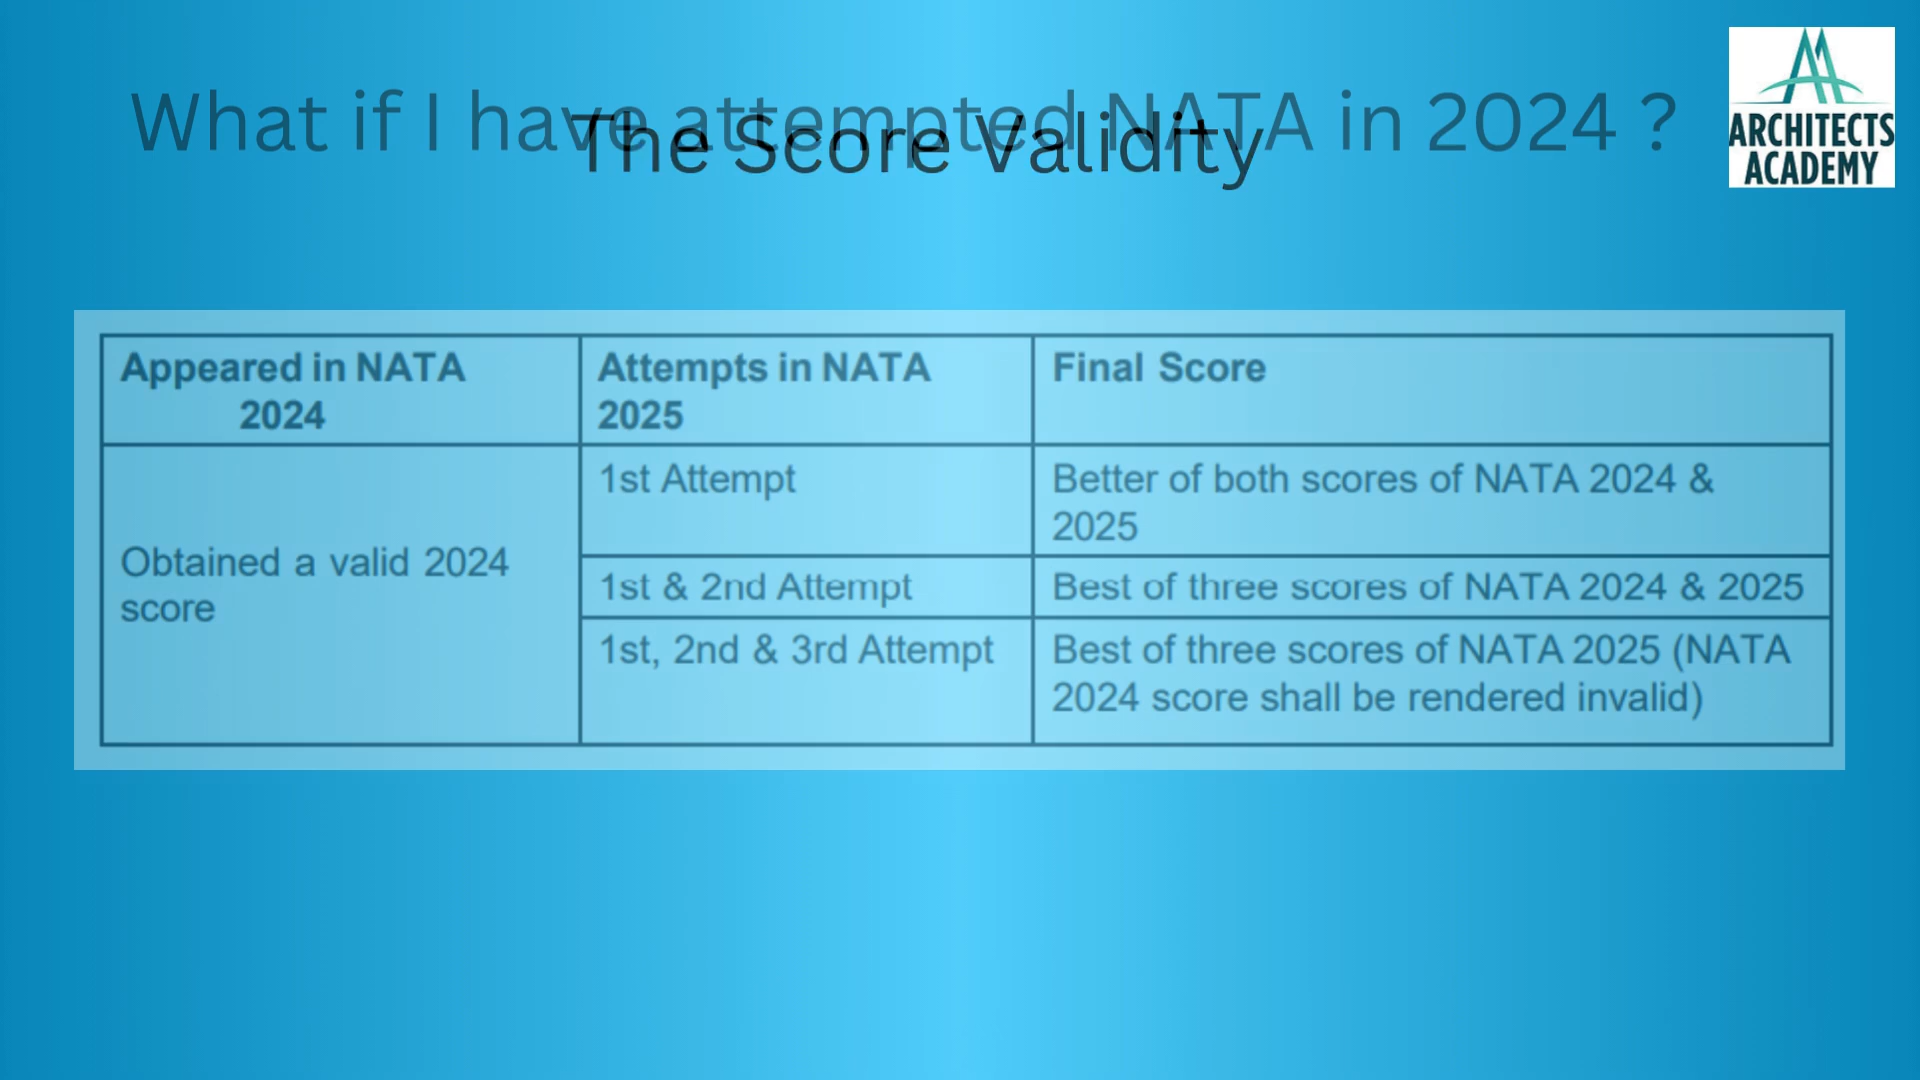 What if I have attempted NATA in 2024 ?
The Score Validity
ARCHITECTS
ACADEMY
Appeared in NATA
2024
Attempts in NATA
2025
Final Score
Obtained a valid 2024
score
1st Attempt
Better of both scores of NATA 2024 &
2025
1st & 2nd Attempt
Best of three scores of NATA 2024 & 2025
1st, 2nd & 3rd Attempt
Best of three scores of NATA 2025 (NATA
2024 score shall be rendered invalid)